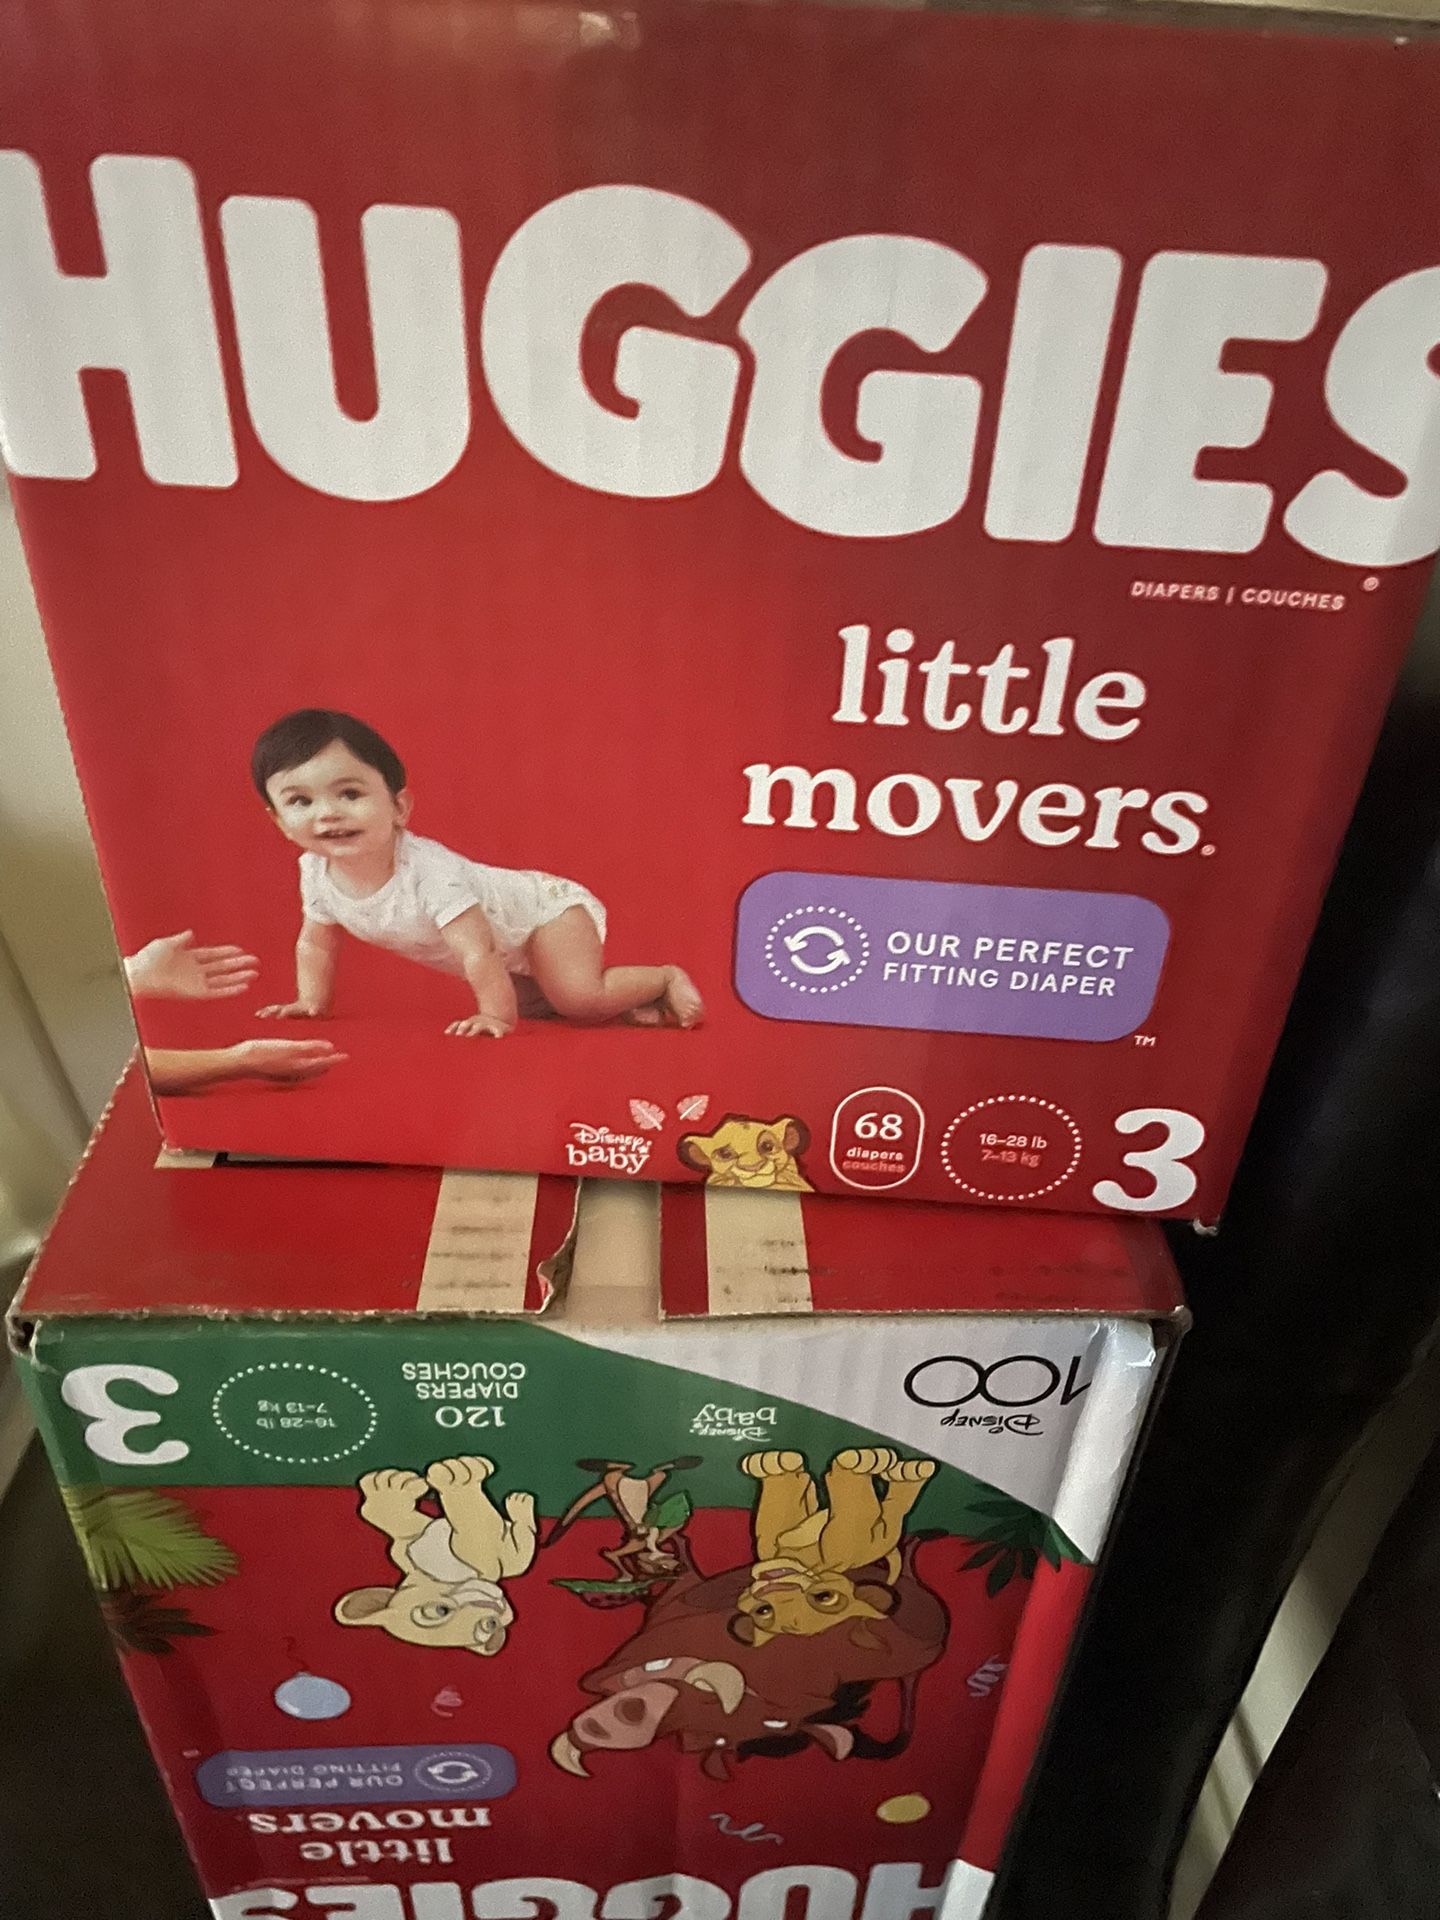 HUGGIES®
DIAPERS | COUCHES
little
movers®
OUR PERFECT
FITTING DIAPER
TM
Disney
baby
68
diapers
couches
16-28 lb
7-13 kg
3
3
16-28 lb
7-13 kg
120
DIAPERS
COUCHES
Disney
baby
Disney
100
OUR PERFECT
FITTING DIAPER
little
movers.
HUGGIES